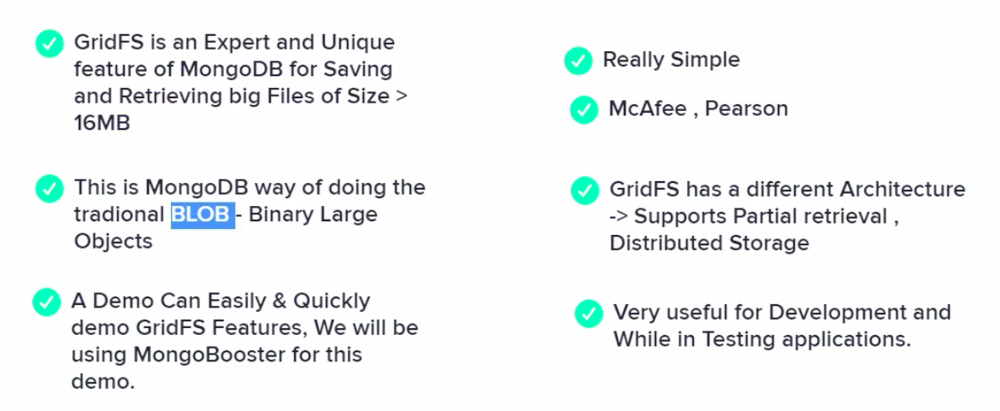 GridFS is an Expert and Unique
feature of MongoDB for Saving
and Retrieving big Files of Size >
16MB
This is MongoDB way of doing the
tradional BLOB - Binary Large
Objects
A Demo Can Easily & Quickly
demo GridFS Features, We will be
using MongoBooster for this
demo.
Really Simple
McAfee , Pearson
GridFS has a different Architecture
-> Supports Partial retrieval ,
Distributed Storage
Very useful for Development and
While in Testing applications.